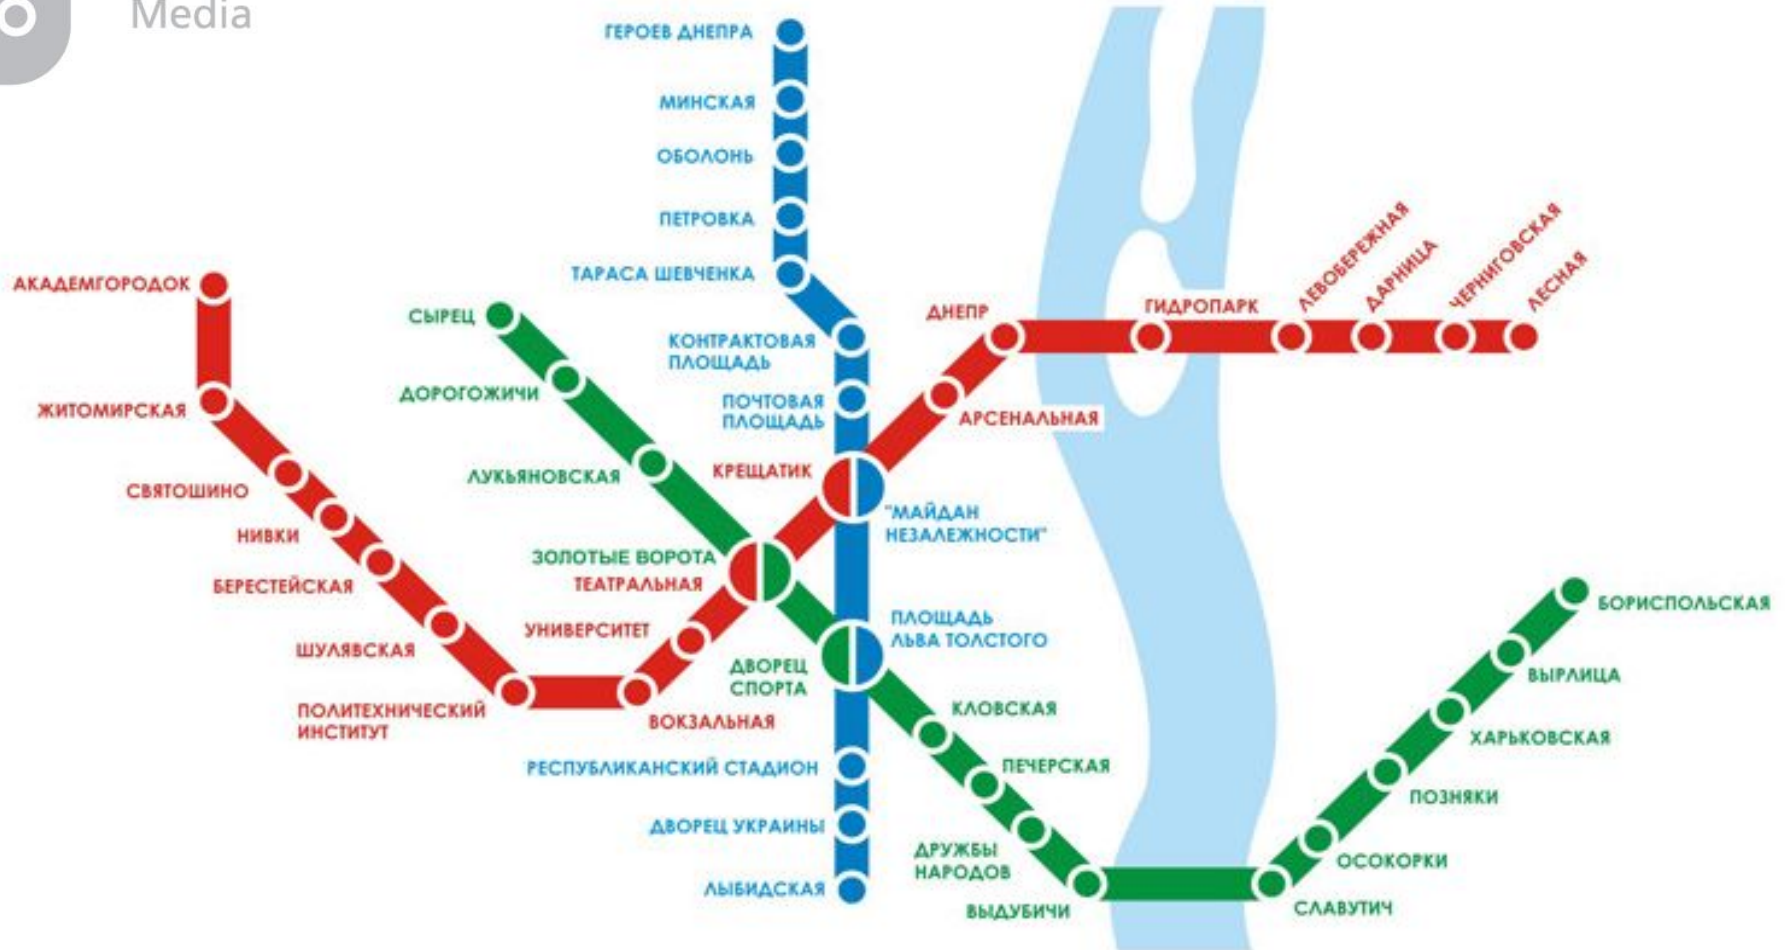 Media
ГЕРОЕВ ДНЕПРА
МИНСКАЯ
ОБОЛОНЬ
ПЕТРОВКА
ТАРАСА ШЕВЧЕНКА
КОНТРАКТОВАЯ
ПЛОЩАДЬ
ПОЧТОВАЯ
ПЛОЩАДЬ
"МАЙДАН
НЕЗАЛЕЖНОСТИ"
ПЛОЩАДЬ
ЛЬВА ТОЛСТОГО
РЕСПУБЛИКАНСКИЙ СТАДИОН
ДВОРЕЦ УКРАИНЫ
ЛЫБИДСКАЯ
АКАДЕМГОРОДОК
ЖИТОМИРСКАЯ
СВЯТОШИНО
НИВКИ
БЕРЕСТЕЙСКАЯ
ШУЛЯВСКАЯ
ПОЛИТЕХНИЧЕСКИЙ
ИНСТИТУТ
ВОКЗАЛЬНАЯ
УНИВЕРСИТЕТ
ТЕАТРАЛЬНАЯ
КРЕЩАТИК
АРСЕНАЛЬНАЯ
ДНЕПР
ГИДРОПАРК
ЛЕВОБЕРЕЖНАЯ
ДАРНИЦА
ЧЕРНИГОВСКАЯ
ЛЕСНАЯ
СЫРЕЦ
ДОРОГОЖИЧИ
ЛУКЬЯНОВСКАЯ
ЗОЛОТЫЕ ВОРОТА
ДВОРЕЦ
СПОРТА
КЛОВСКАЯ
ПЕЧЕРСКАЯ
ДРУЖБЫ
НАРОДОВ
ВЫДУБИЧИ
СЛАВУТИЧ
ОСОКОРКИ
ПОЗНЯКИ
ХАРЬКОВСКАЯ
ВЫРЛИЦА
БОРИСПОЛЬСКАЯ